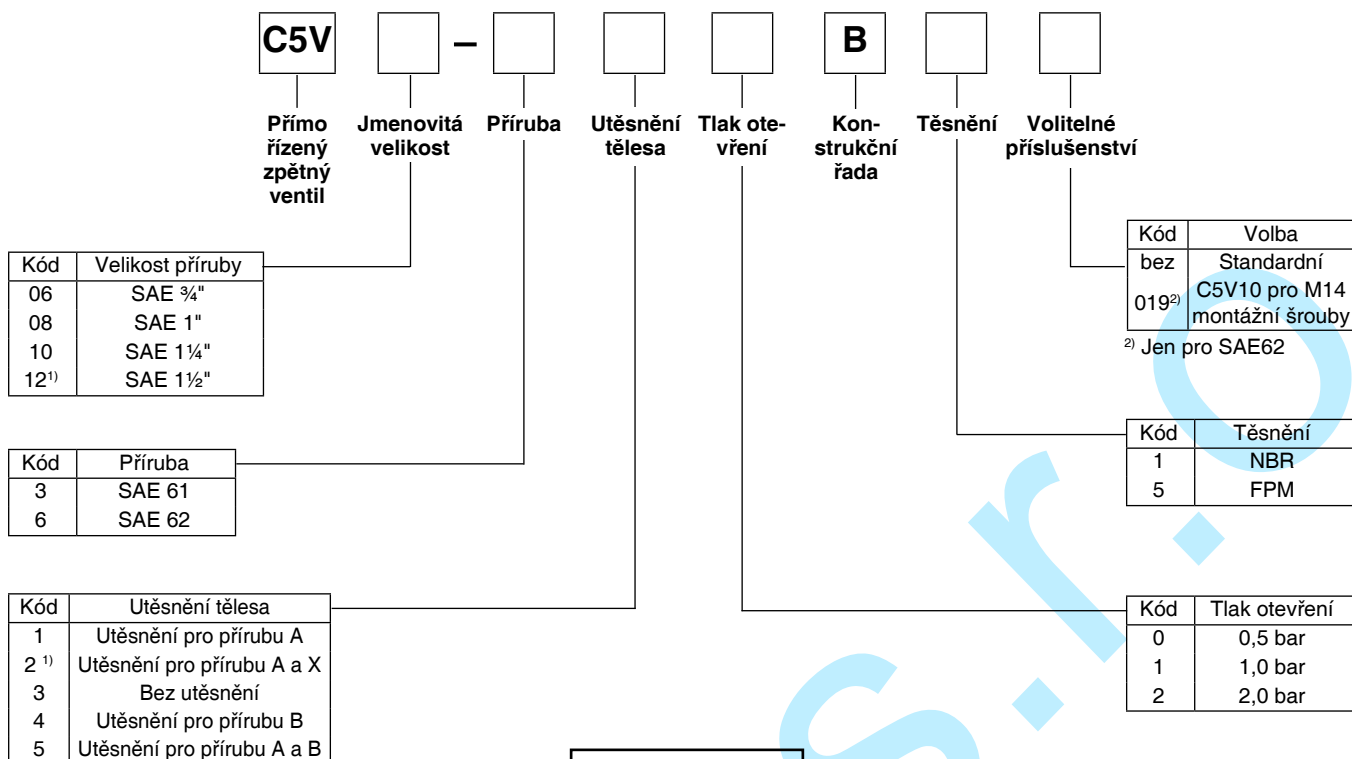 C5V – B
Přímo řízený zpětný ventil
Jmenovitá velikost
Příruba
Utěsnění tělesa
Tlak ote-vření
Kon-strukční řada
Těsnění
Volitelné příslušenství
Kód Velikost příruby
06 SAE ¾"
08 SAE 1"
10 SAE 1¼"
12¹⁾ SAE 1½"
Kód Příruba
3 SAE 61
6 SAE 62
Kód Utěsnění tělesa
1 Utěsnění pro přírubu A
2 ¹⁾ Utěsnění pro přírubu A a X
3 Bez utěsnění
4 Utěsnění pro přírubu B
5 Utěsnění pro přírubu A a B
Kód Volba
bez Standardní
019²⁾ C5V10 pro M14 montážní šrouby
²⁾ Jen pro SAE62
Kód Těsnění
1 NBR
5 FPM
Kód Tlak otevření
0 0,5 bar
1 1,0 bar
2 2,0 bar
s.r.o